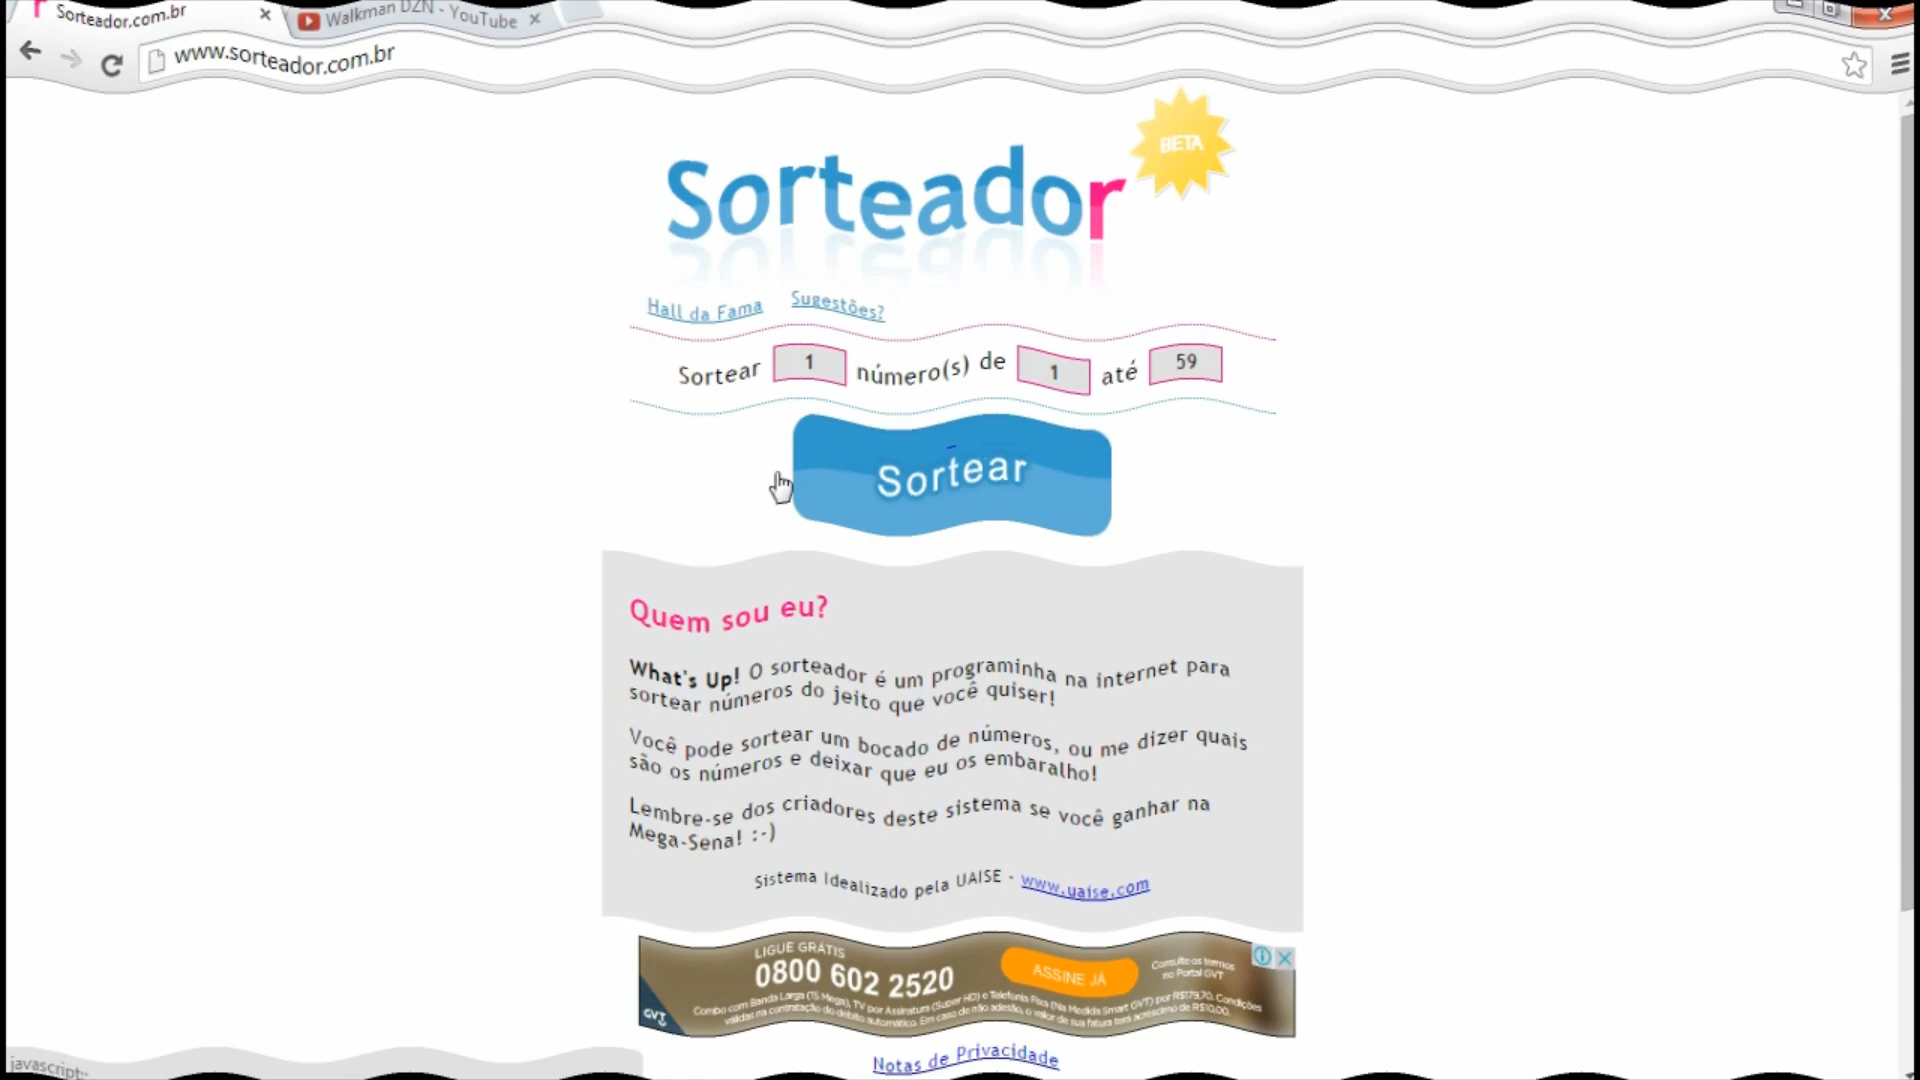 Sorteador.com.br
Walkman DZN - YouTube
www.sorteador.com.br
BETA
Sorteador
Hall da Fama Sugestões?
Sortear 1 número(s) de 1 até 59
Sortear
Quem sou eu?
What's Up! O sorteador é um programinha na internet para
sortear números do jeito que você quiser!
Você pode sortear um bocado de números, ou me dizer quais
são os números e deixar que eu os embaralho!
Lembre-se dos criadores deste sistema se você ganhar na
Mega-Sena! :-)
Sistema Idealizado pela UAISE - www.uaise.com
LIGUE GRÁTIS
0800 602 2520
ASSINE JÁ
Consulte os termos
no Portal GVT
GVT
Combo com Banda Larga (15 Mega), TV por Assinatura (Super HD) e Telefonia Fixa (Na Medida Smart GVT) por R$179,70. Condições
válidas na contratação do débito automático. Em caso de não adesão, o valor de sua fatura terá acréscimo de R$10,00.
Notas de Privacidade
javascript:;